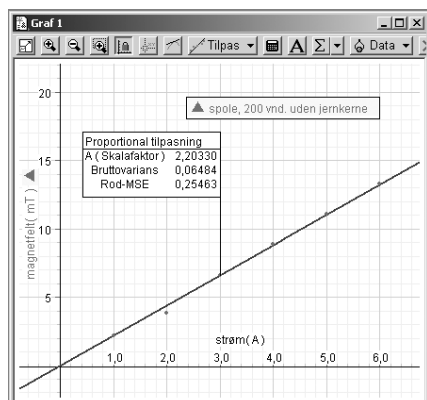 Graf 1
Tilpas A Σ Data
20
spole, 200 vnd. uden jernkerne
Proportional tilpasning
A ( Skalafaktor ) 2,20330
Bruttovarians 0,06484
Rod-MSE 0,25463
15
magnetfelt( mT )
10
5
strøm( A )
1,0 2,0 3,0 4,0 5,0 6,0